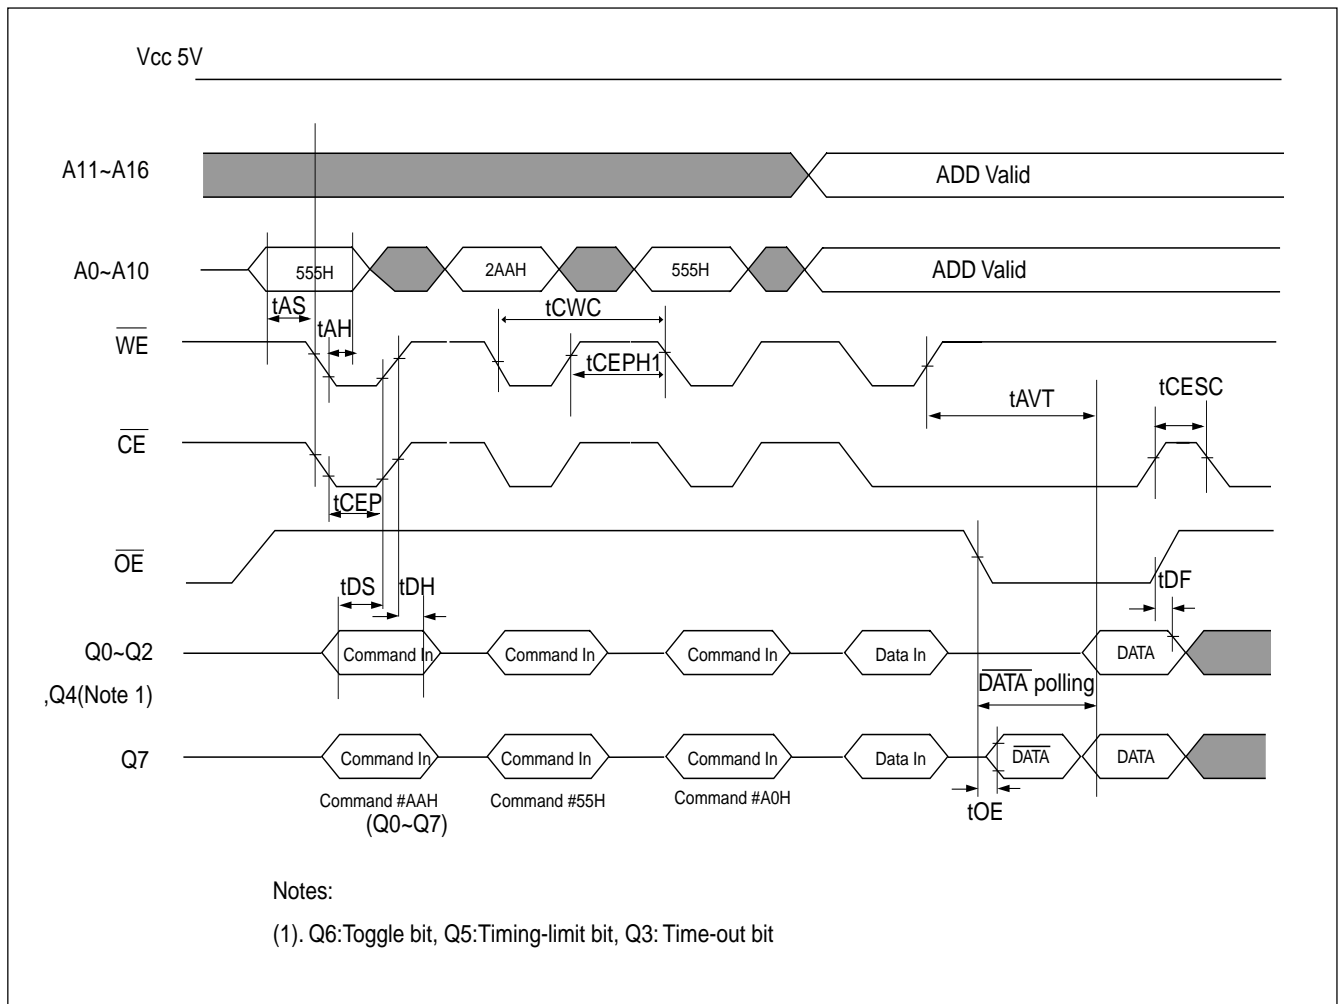 Vcc 5V
A11~A16
ADD Valid
A0~A10
555H
2AAH
555H
ADD Valid
tAS
tAH
tCWC
WE
tCEPH1
tAVT
tCESC
CE
tCEP
OE
tDS
tDH
tDF
Q0~Q2
Command In
Command In
Command In
Data In
DATA
,Q4(Note 1)
DATA polling
Q7
Command In
Command In
Command In
Data In
DATA
DATA
Command #AAH
Command #55H
Command #A0H
(Q0~Q7)
tOE
Notes:
(1). Q6:Toggle bit, Q5:Timing-limit bit, Q3: Time-out bit